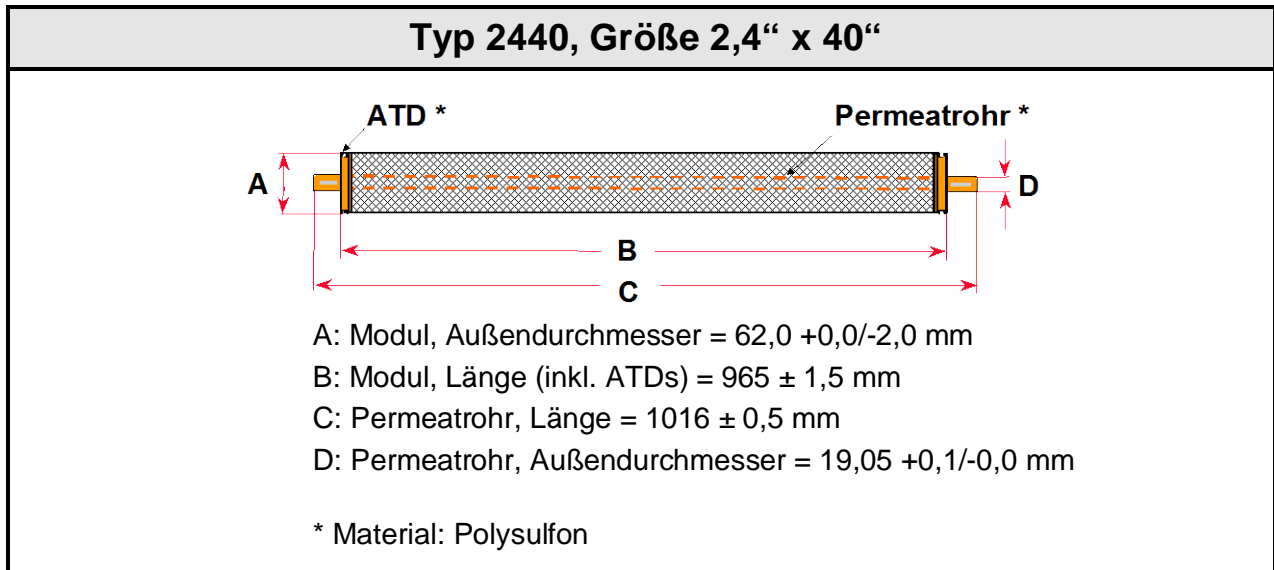 Typ 2440, Größe 2,4“ x 40“
ATD *
Permeatrohr *
A
D
B
C
A: Modul, Außendurchmesser = 62,0 +0,0/-2,0 mm
B: Modul, Länge (inkl. ATDs) = 965 ± 1,5 mm
C: Permeatrohr, Länge = 1016 ± 0,5 mm
D: Permeatrohr, Außendurchmesser = 19,05 +0,1/-0,0 mm
* Material: Polysulfon